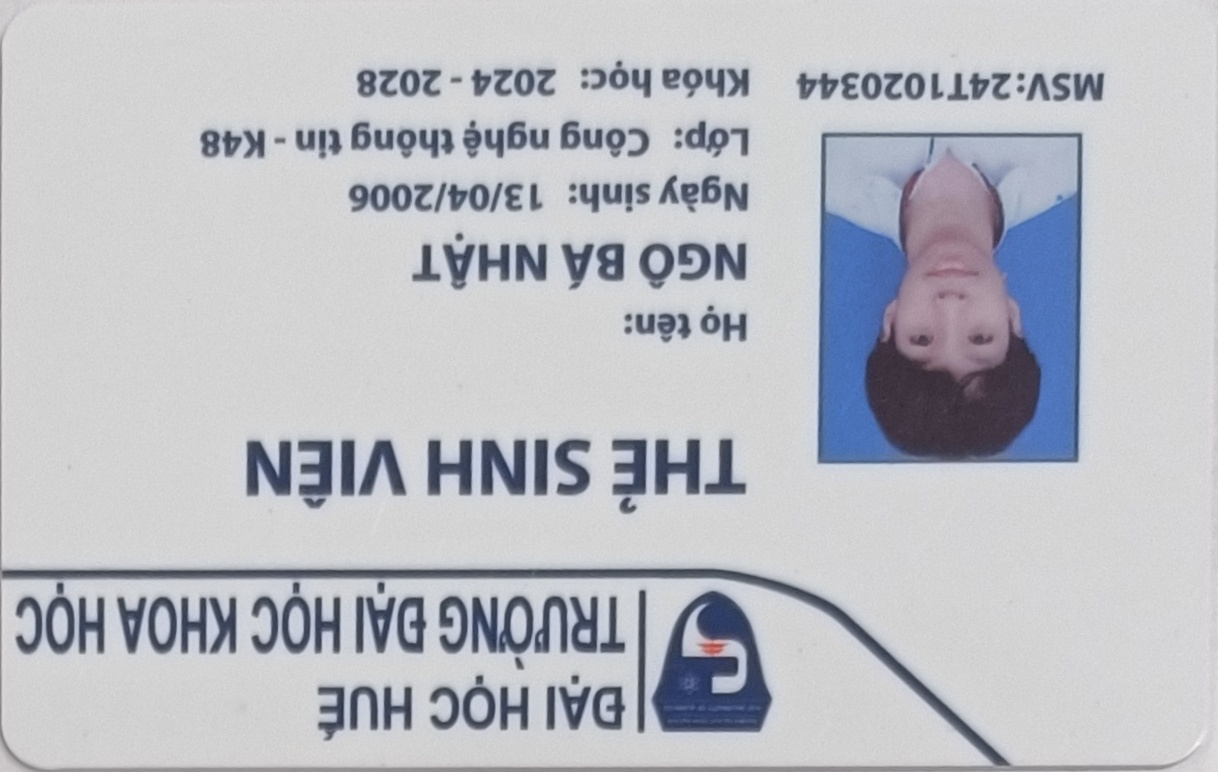 ĐẠI HỌC HUẾ
TRƯỜNG ĐẠI HỌC KHOA HỌC
THẺ SINH VIÊN
Họ tên:
NGÔ BÁ NHẬT
Ngày sinh: 13/04/2006
Lớp: Công nghệ thông tin - K48
MSV:24T1020344
Khóa học: 2024 - 2028